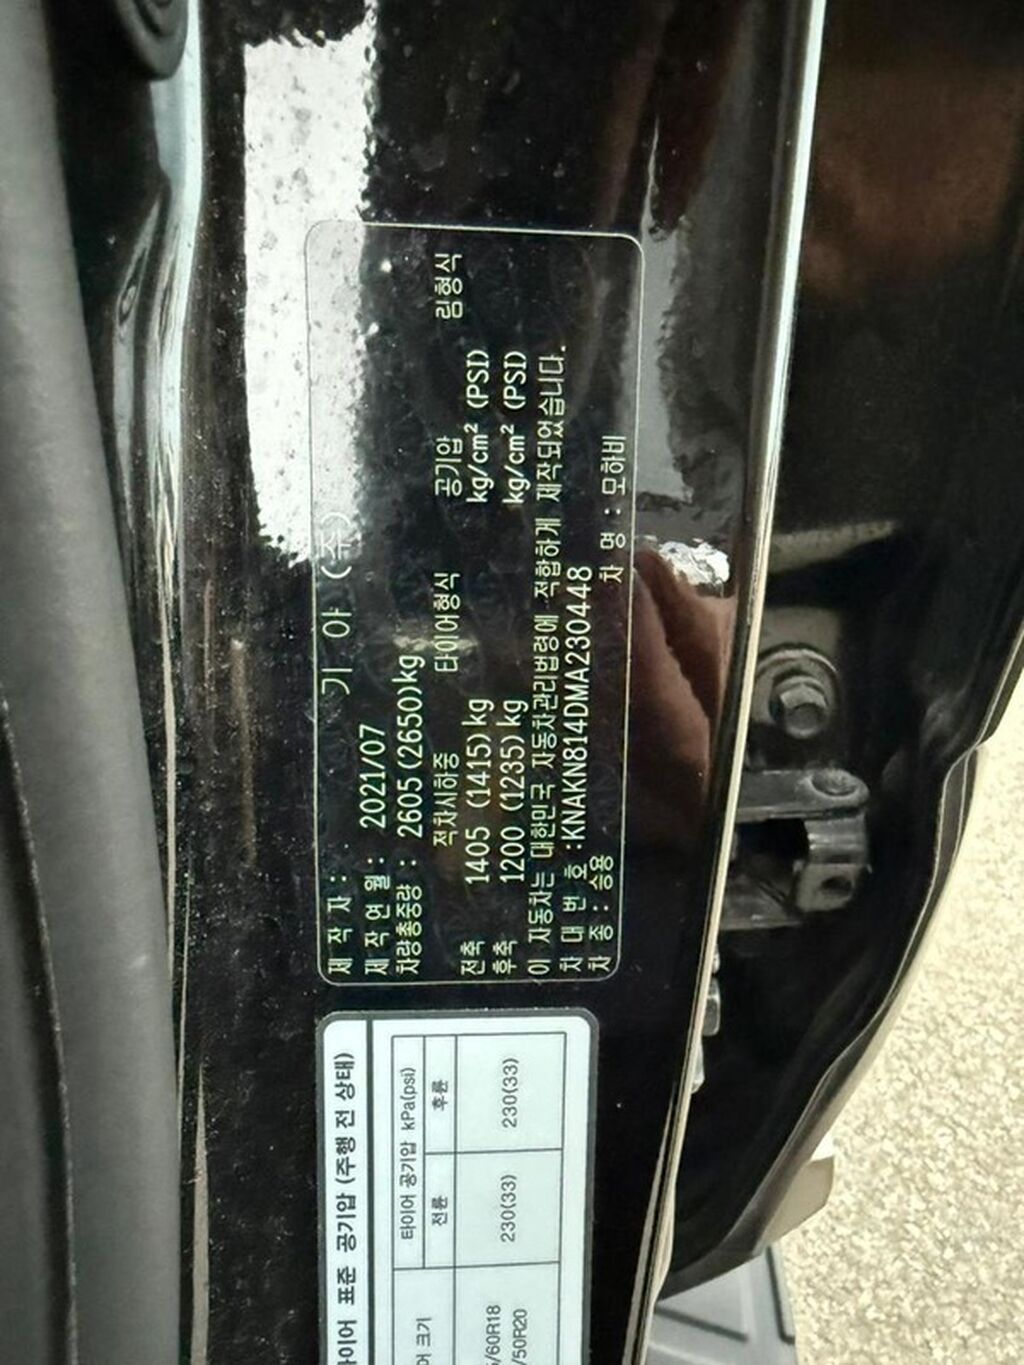 제 작 자 : 기 아 (주)
제 작 연 월 : 2021/07
차량총중량 : 2605 (2650)kg
적차시하중 타이어형식 공기압 림형식
전축 1405 (1415)kg kg/cm² (PSI)
후축 1200 (1235)kg kg/cm² (PSI)
이 자동차는 대한민국 자동차관리법령에 적합하게 제작되었습니다.
차 대 번 호 :KNAKN814DMA230448
차종 : 승용 차 명 : 모하비
표준 공기압 (주행 전 상태)
크기 타이어 공기압 kPa(psi)
전륜 후륜
/60R18 230(33) 230(33)
/50R20